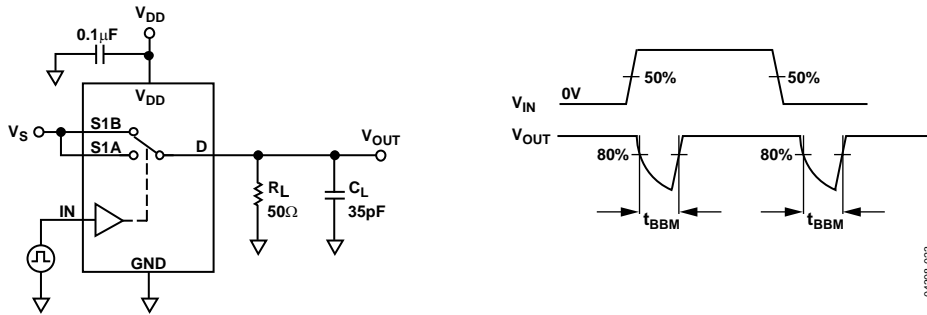 V_DD
0.1µF
V_DD
V_S
S1B
S1A
D
V_OUT
R_L
50Ω
C_L
35pF
IN
GND
V_IN
0V
50%
50%
V_OUT
80%
80%
t_BBM
t_BBM